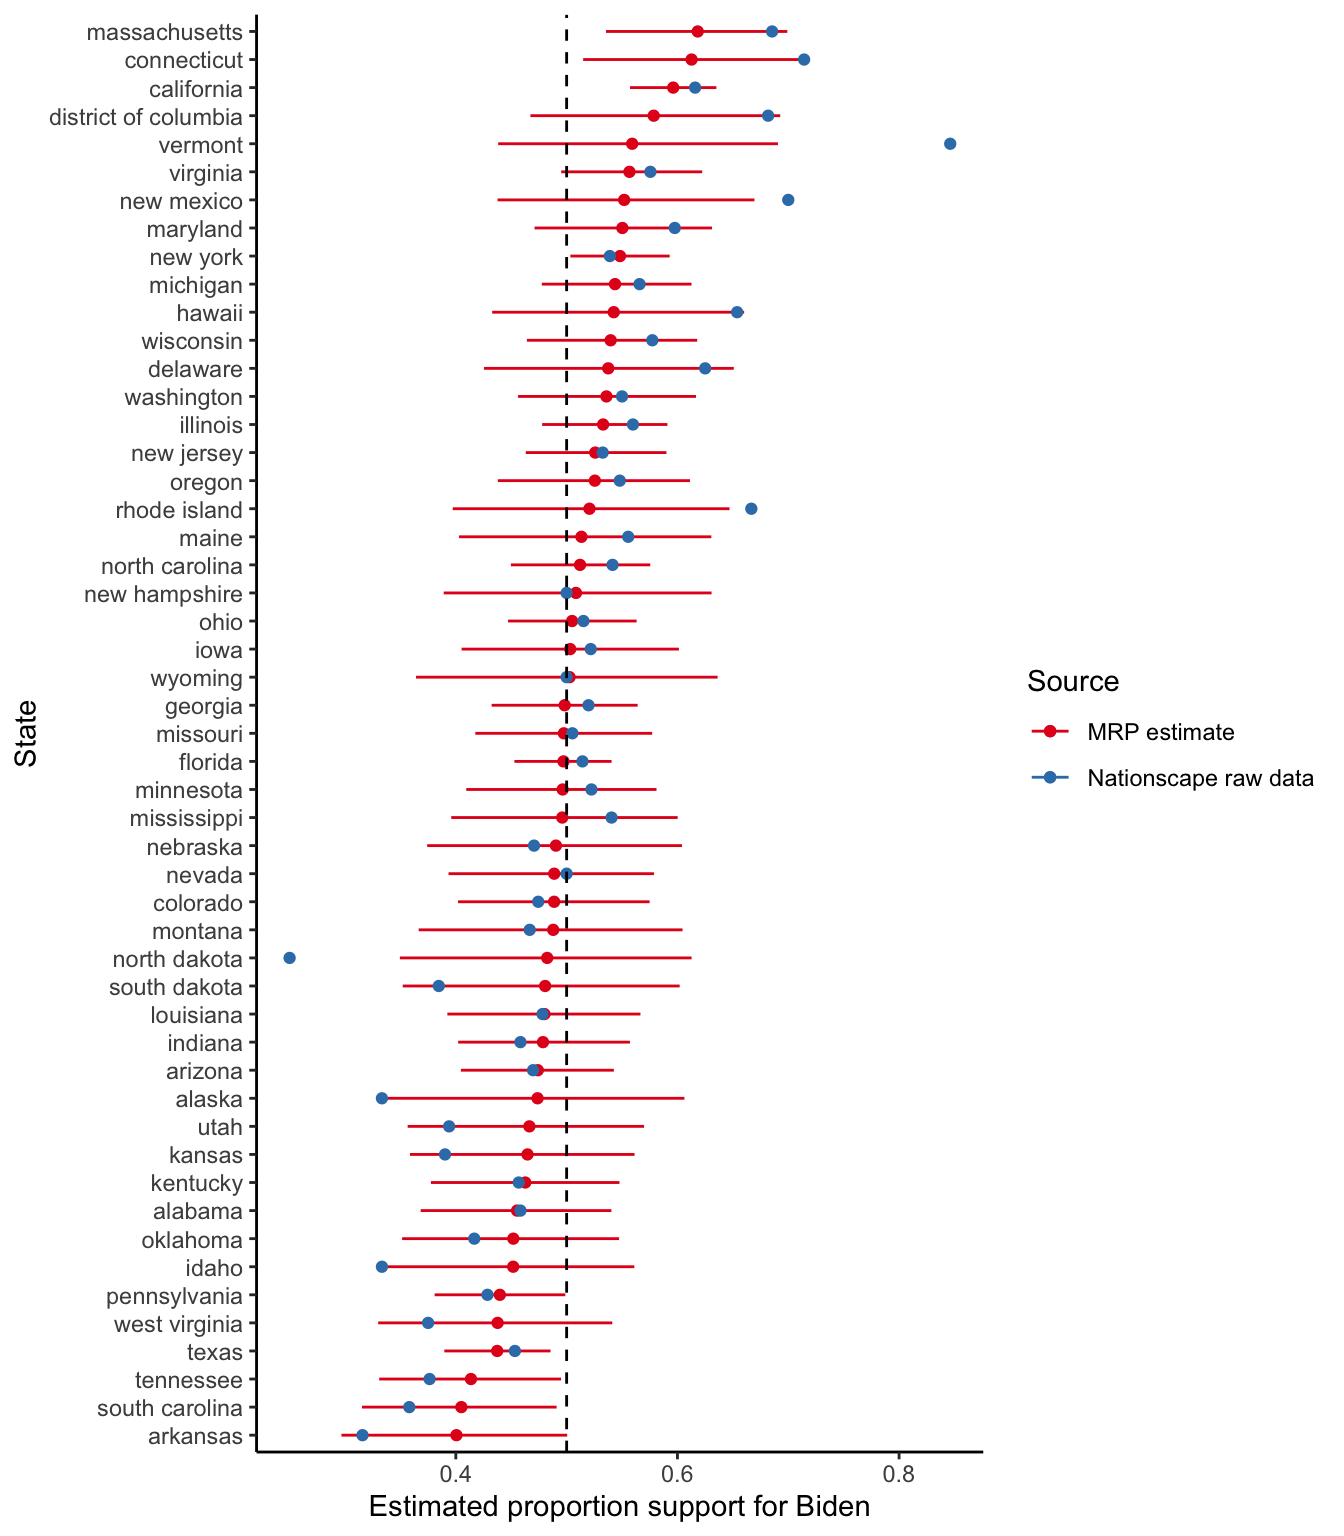 massachusetts
connecticut
california
district of columbia
vermont
virginia
new mexico
maryland
new york
michigan
hawaii
wisconsin
delaware
washington
illinois
new jersey
oregon
rhode island
maine
north carolina
new hampshire
ohio
iowa
wyoming
georgia
missouri
florida
minnesota
mississippi
nebraska
nevada
colorado
montana
north dakota
south dakota
louisiana
indiana
arizona
alaska
utah
kansas
kentucky
alabama
oklahoma
idaho
pennsylvania
west virginia
texas
tennessee
south carolina
arkansas
State
0.4 0.6 0.8
Estimated proportion support for Biden
Source
MRP estimate
Nationscape raw data